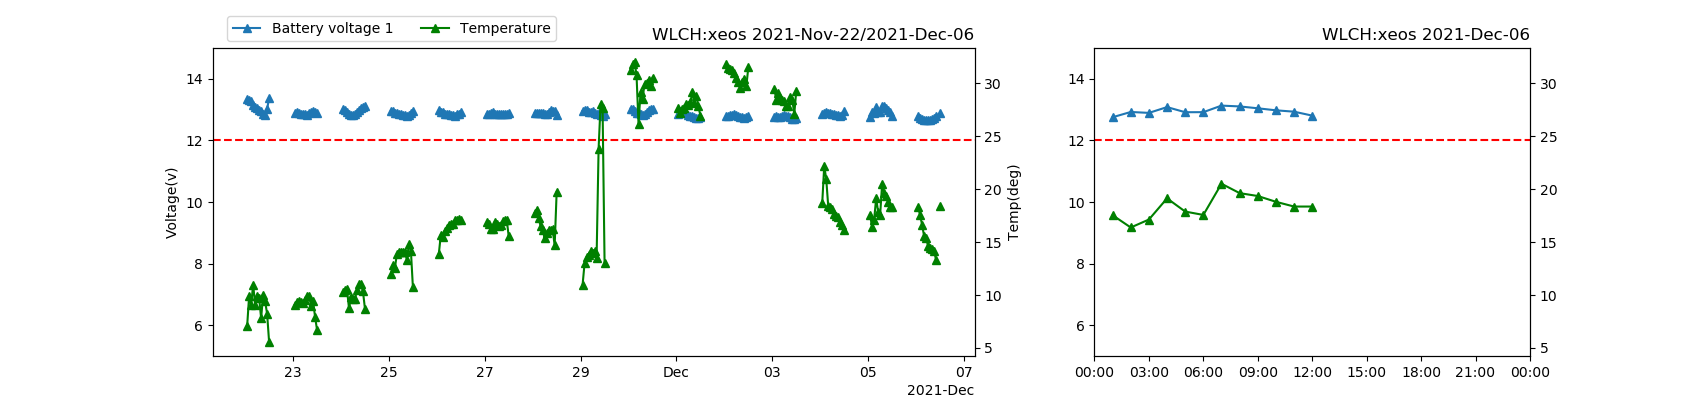 Battery voltage 1 Temperature
WLCH:xeos 2021-Nov-22/2021-Dec-06
WLCH:xeos 2021-Dec-06
14
12
10
8
6
Voltage(v)
30
25
20
15
10
5
Temp(deg)
23 25 27 29 Dec 03 05 07
2021-Dec
14
12
10
8
6
30
25
20
15
10
5
00:00 03:00 06:00 09:00 12:00 15:00 18:00 21:00 00:00